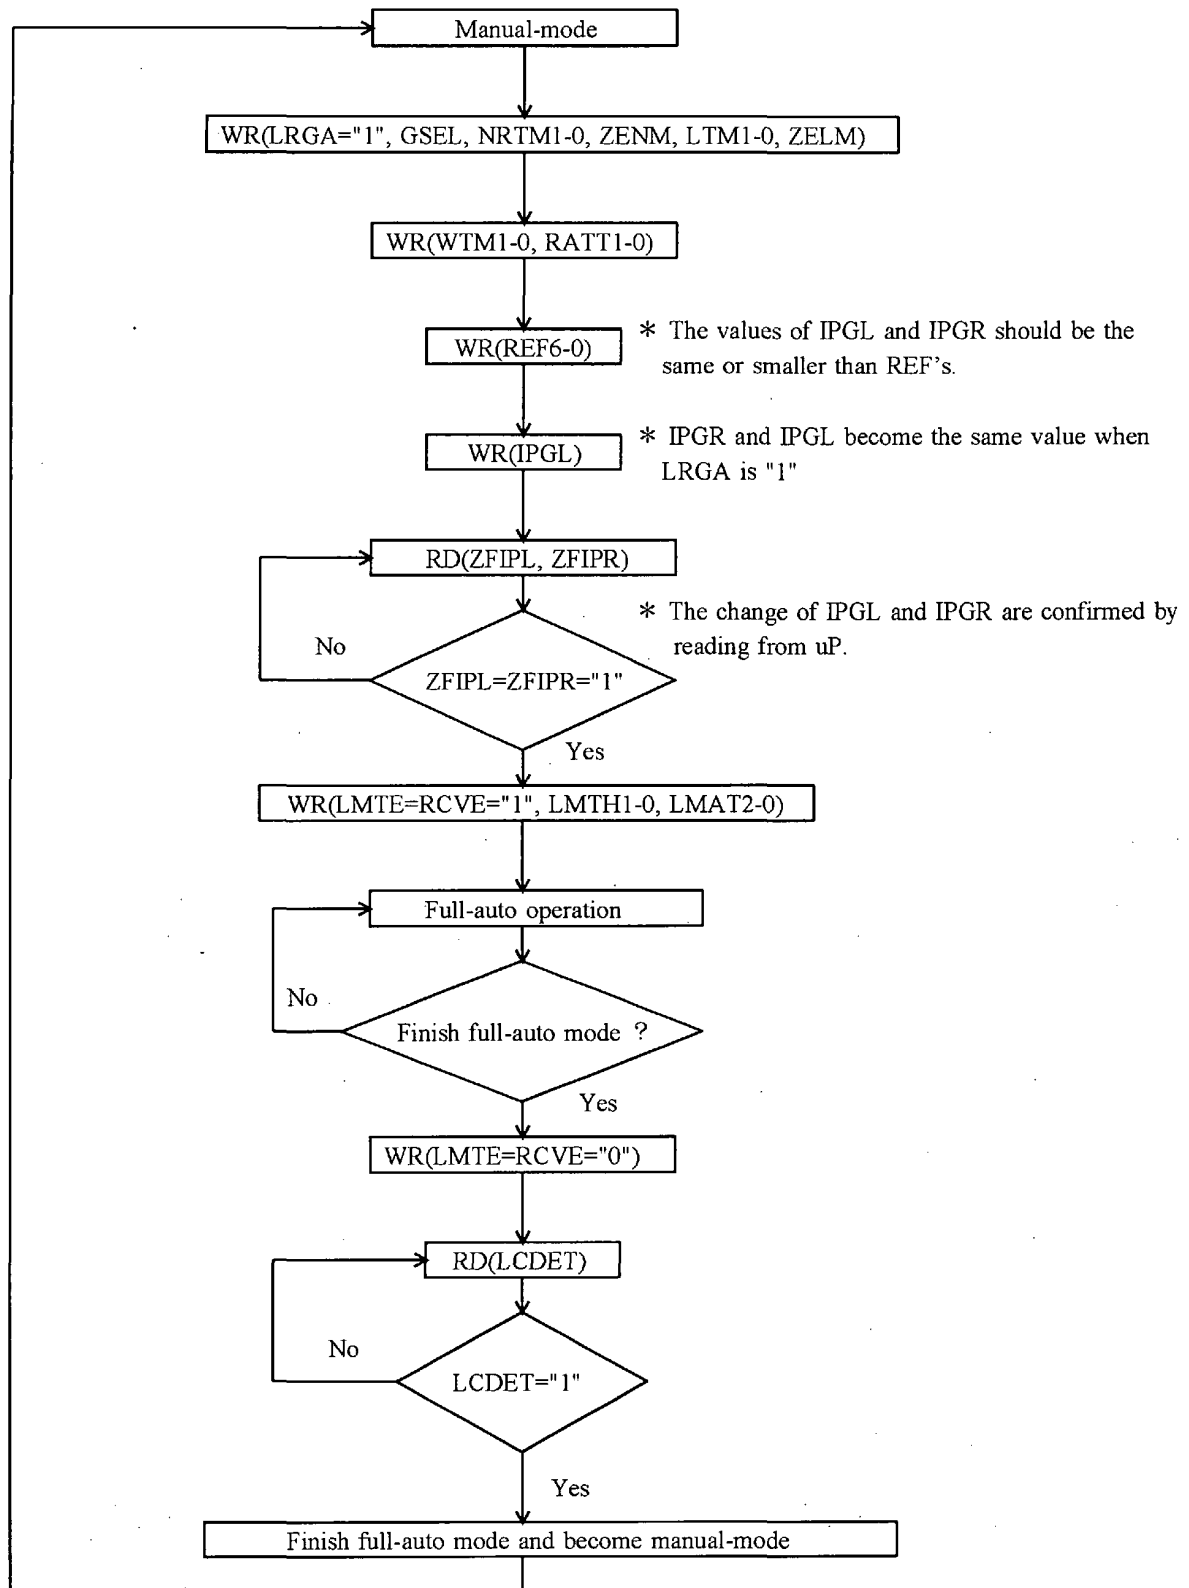 Manual-mode
WR(LRGA="1", GSEL, NRTM1-0, ZENM, LTM1-0, ZELM)
WR(WTM1-0, RATT1-0)
WR(REF6-0)
* The values of IPGL and IPGR should be the
same or smaller than REF's.
WR(IPGL)
* IPGR and IPGL become the same value when
LRGA is "1"
RD(ZFIPL, ZFIPR)
* The change of IPGL and IPGR are confirmed by
reading from uP.
No
ZFIPL=ZFIPR="1"
Yes
WR(LMTE=RCVE="1", LMTH1-0, LMAT2-0)
Full-auto operation
No
Finish full-auto mode ?
Yes
WR(LMTE=RCVE="0")
RD(LCDET)
No
LCDET="1"
Yes
Finish full-auto mode and become manual-mode